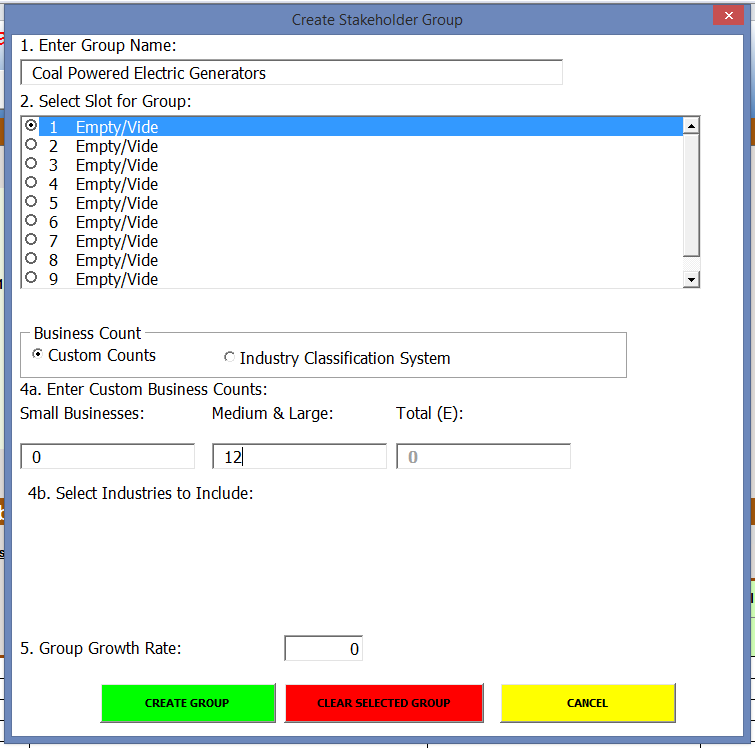 Create Stakeholder Group
1. Enter Group Name:
Coal Powered Electric Generators
2. Select Slot for Group:
1 Empty/Vide
2 Empty/Vide
3 Empty/Vide
4 Empty/Vide
5 Empty/Vide
6 Empty/Vide
7 Empty/Vide
8 Empty/Vide
9 Empty/Vide
Business Count
Custom Counts Industry Classification System
4a. Enter Custom Business Counts:
Small Businesses: Medium & Large: Total (E):
0 12 0
4b. Select Industries to Include:
5. Group Growth Rate: 0
CREATE GROUP CLEAR SELECTED GROUP CANCEL